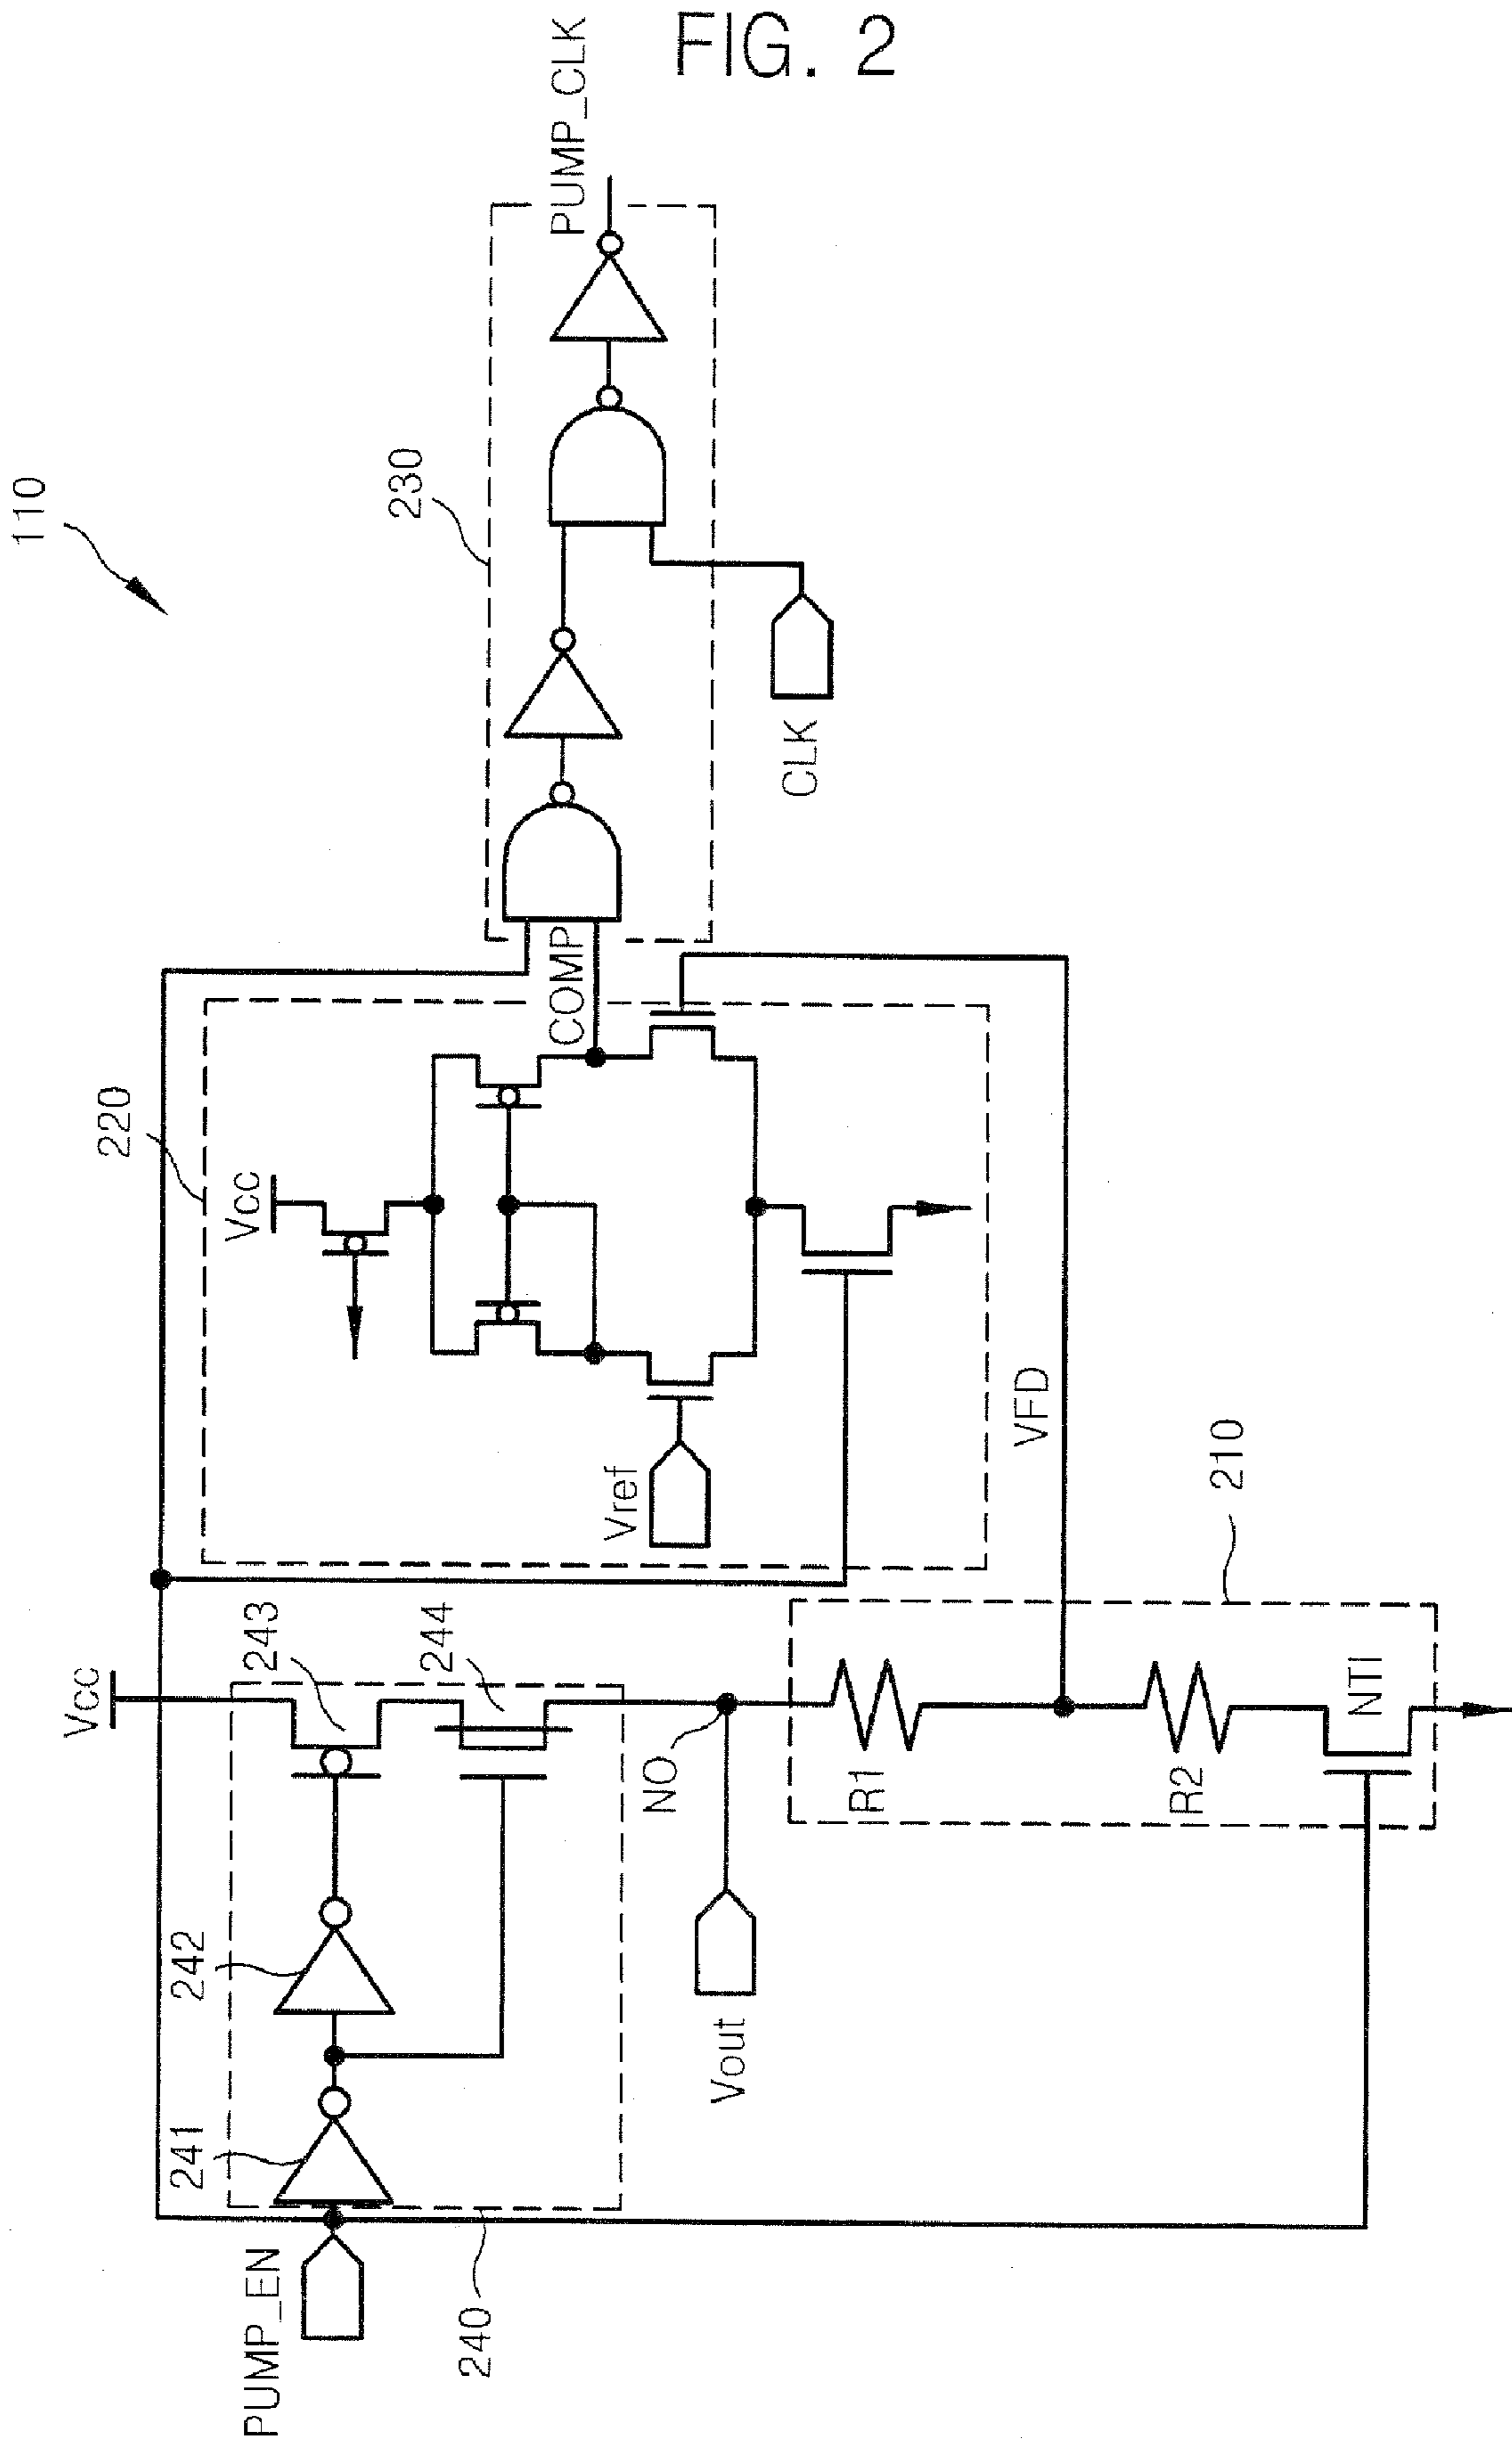 FIG. 2
110
PUMP_CLK
230
CLK
COMP
220
Vcc
Vref
VFD
210
Vcc
243
244
NO
R1
R2
NTI
242
241
Vout
PUMP_EN
240